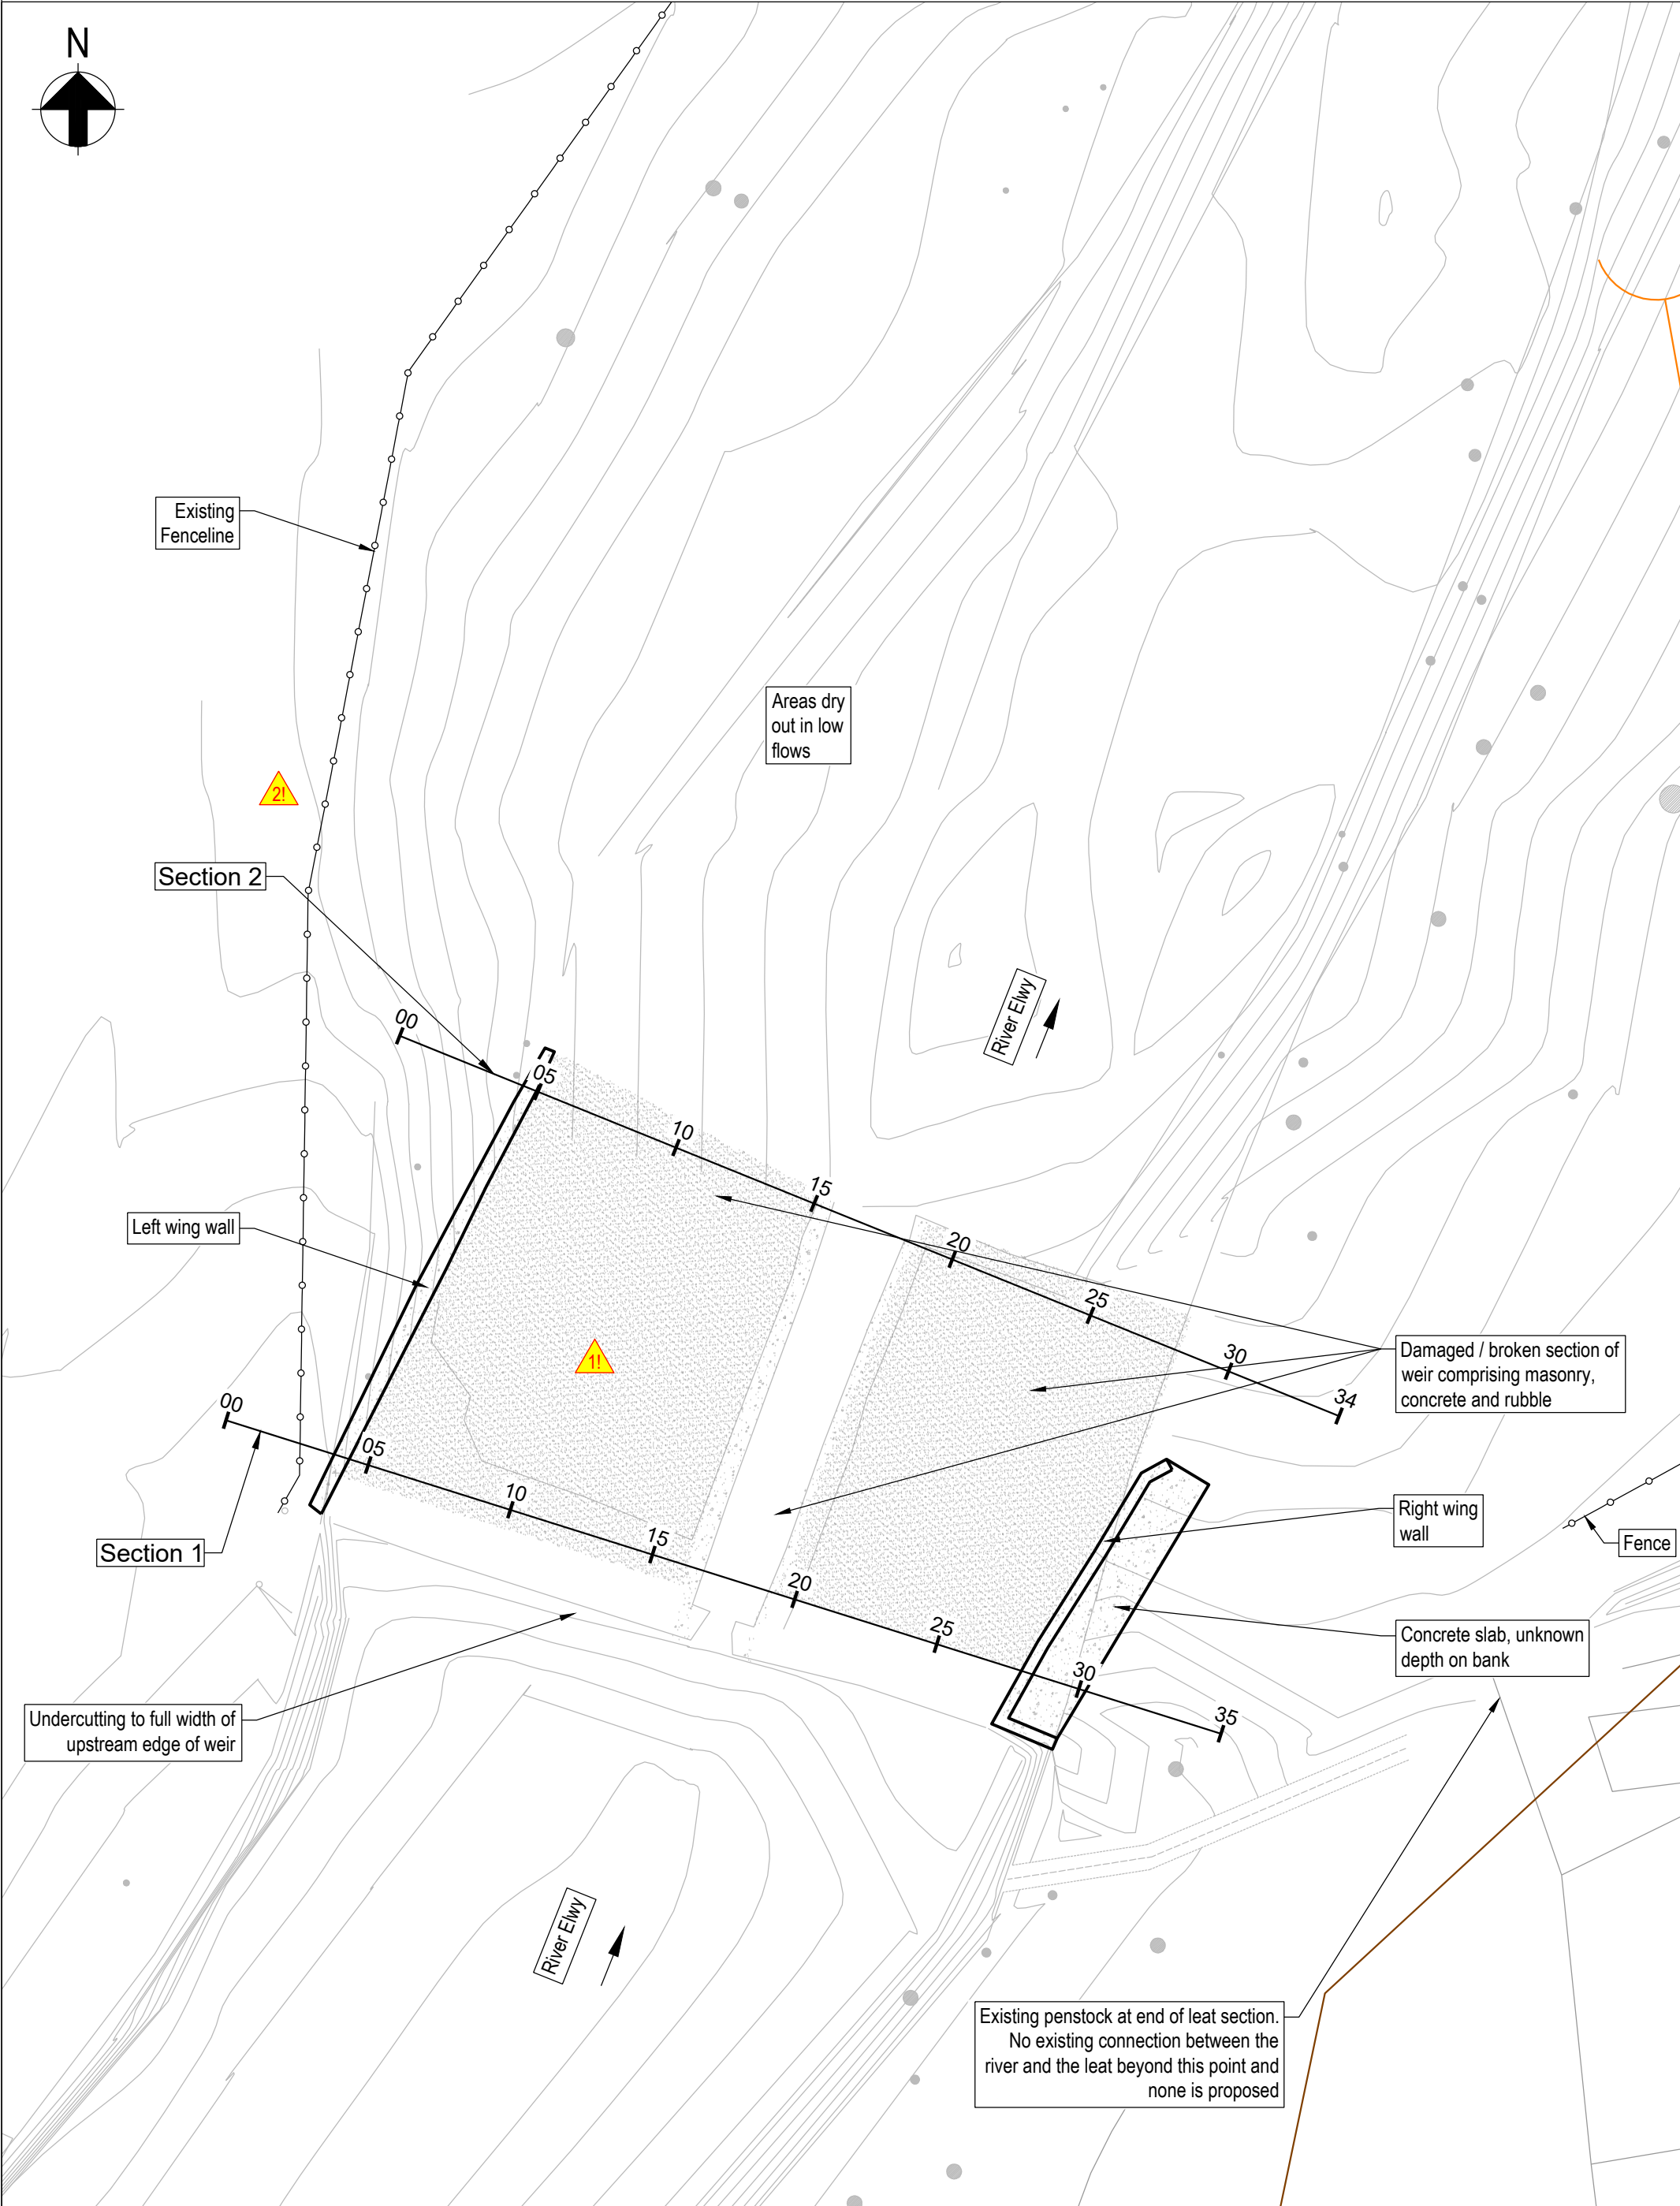 N
Existing
Fenceline
Areas dry
out in low
flows
2!
Section 2
River Elwy
00
05
10
15
20
25
30
34
Left wing wall
1!
Damaged / broken section of
weir comprising masonry,
concrete and rubble
00
05
10
15
20
25
30
35
Section 1
Right wing
wall
Fence
Concrete slab, unknown
depth on bank
Undercutting to full width of
upstream edge of weir
River Elwy
Existing penstock at end of leat section.
No existing connection between the
river and the leat beyond this point and
none is proposed